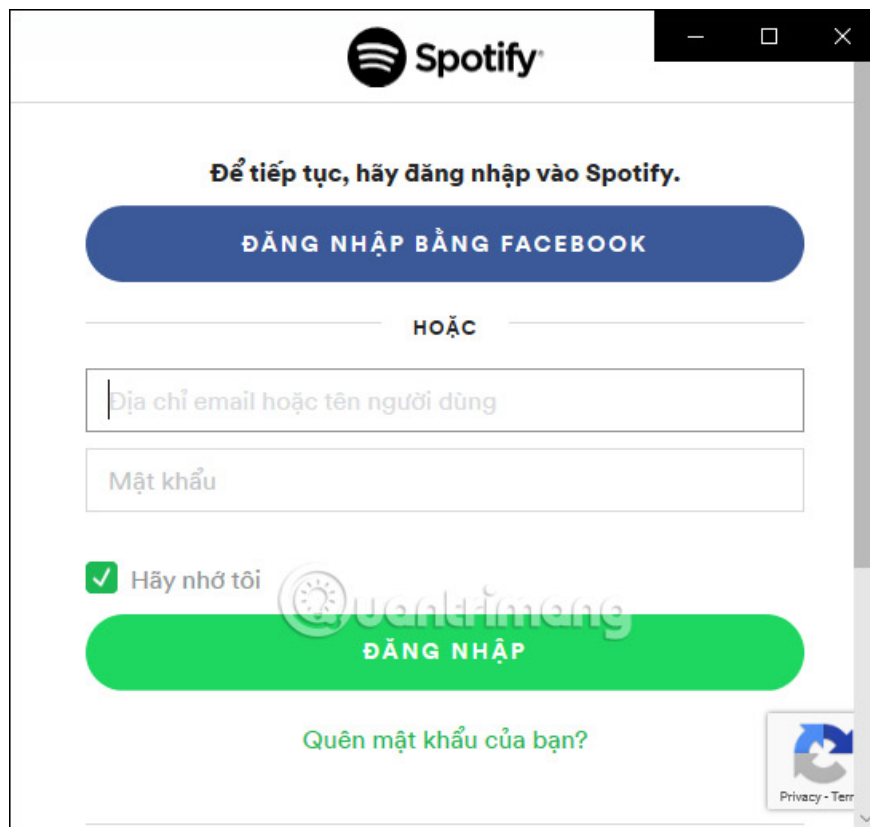 Spotify
Để tiếp tục, hãy đăng nhập vào Spotify.
ĐĂNG NHẬP BẰNG FACEBOOK
HOẶC
Địa chỉ email hoặc tên người dùng
Mật khẩu
Hãy nhớ tôi
Quantrimang
ĐĂNG NHẬP
Quên mật khẩu của bạn?
Privacy - Terr